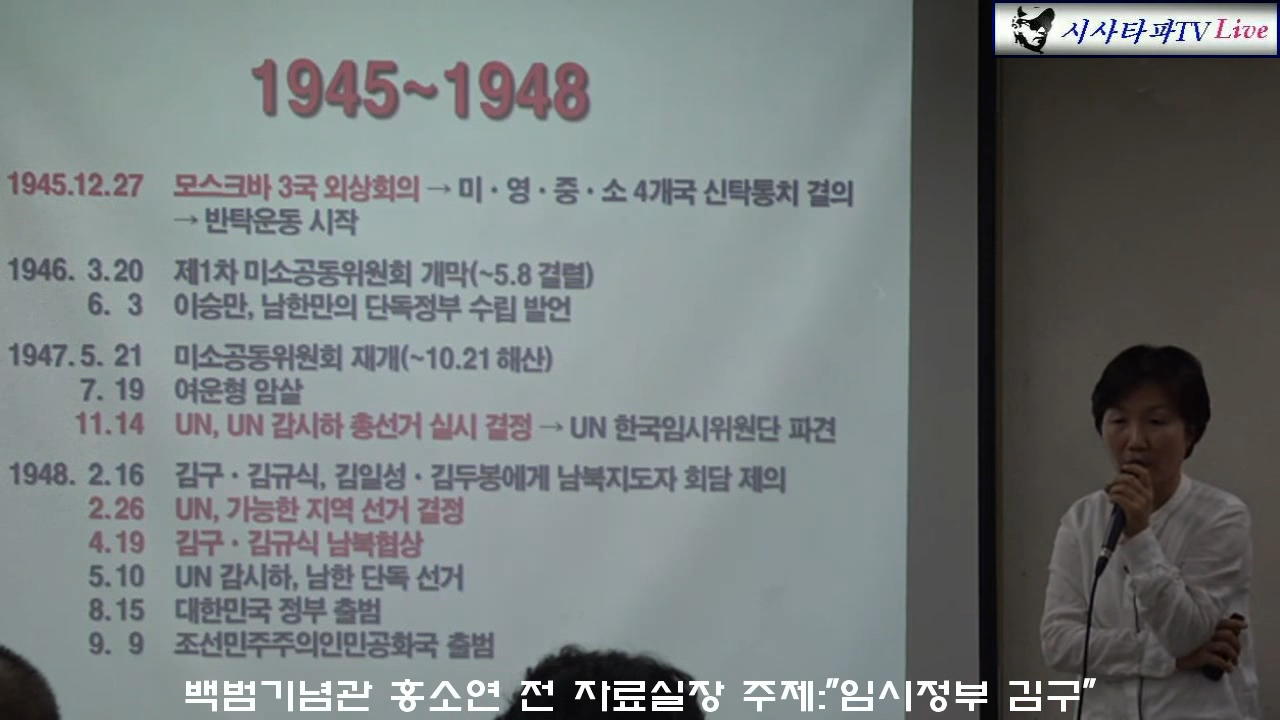 시사타파TV Live
1945~1948
1945.12.27 모스크바 3국 외상회의 → 미·영·중·소 4개국 신탁통치 결의
→ 반탁운동 시작
1946. 3.20 제1차 미소공동위원회 개막(~5.8 결렬)
6. 3 이승만, 남한만의 단독정부 수립 발언
1947. 5. 21 미소공동위원회 재개(~10.21 해산)
7. 19 여운형 암살
11.14 UN, UN 감시하 총선거 실시 결정 → UN 한국임시위원단 파견
1948. 2.16 김구·김규식, 김일성·김두봉에게 남북지도자 회담 제의
2.26 UN, 가능한 지역 선거 결정
4.19 김구·김규식 남북협상
5.10 UN 감시하, 남한 단독 선거
8.15 대한민국 정부 출범
9. 9 조선민주주의인민공화국 출범
백범기념관 홍소연 전 자료실장 주제:"임시정부 김구"